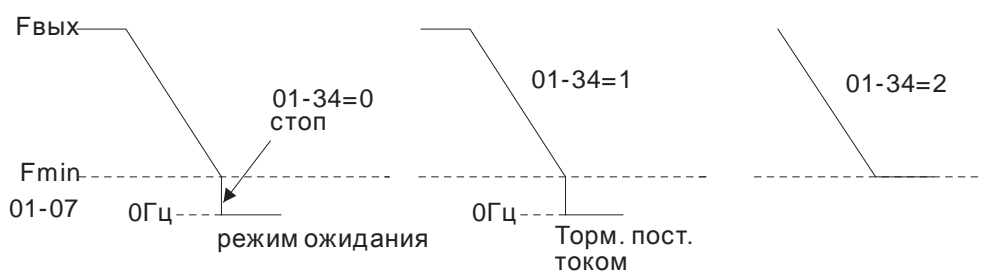 Fвых
01-34=0
стоп
Fmin
01-07
0Гц
режим ожидания
01-34=1
Торм. пост.
током
01-34=2